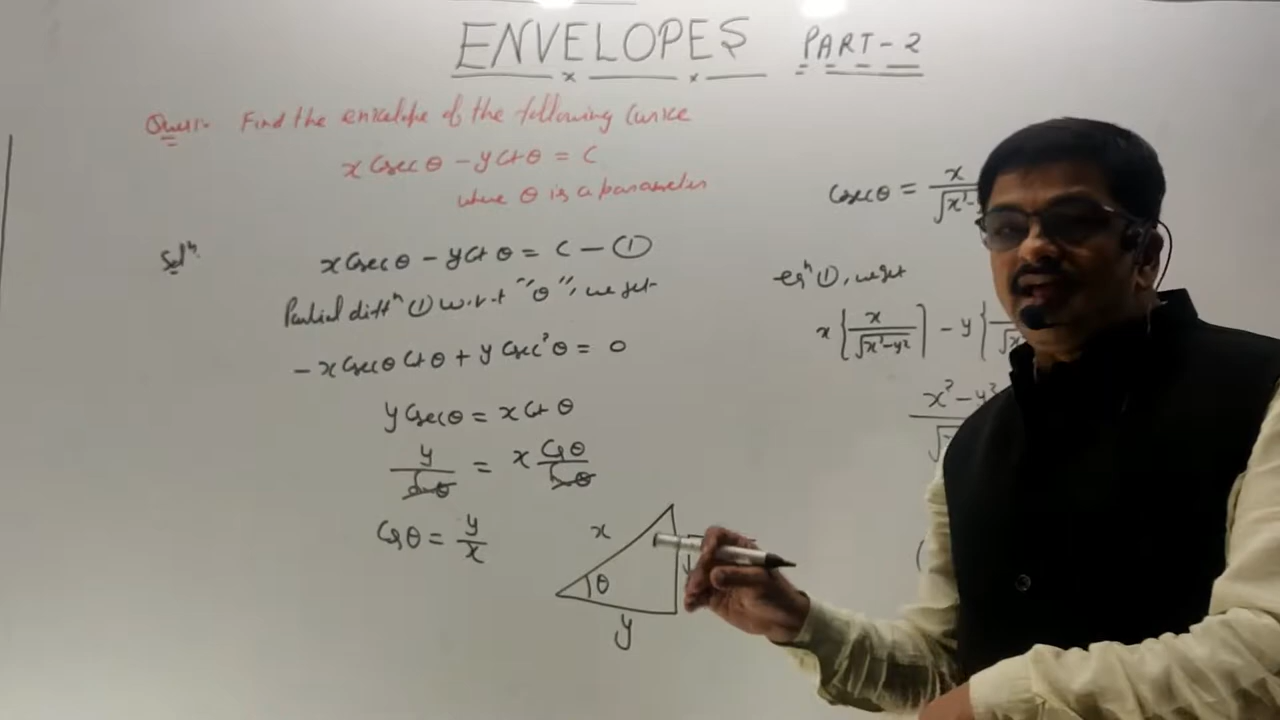 ENVELOPES PART-2
Ques1:- Find the envelope of the following curve
x cosec θ - y cot θ = c
where θ is a parameter
Solⁿ. x cosec θ - y cot θ = c — ①
Partial diffⁿ ① w.r.t "θ", we get
- x cosec θ cot θ + y cosec² θ = 0
y cosec θ = x cot θ
y / sin θ = x cos θ / sin θ
cos θ = y / x
x
θ
y
cosec θ = x / √x²-
eqⁿ ①, we get
x { x / √x²-y² } - y {
x² - y²